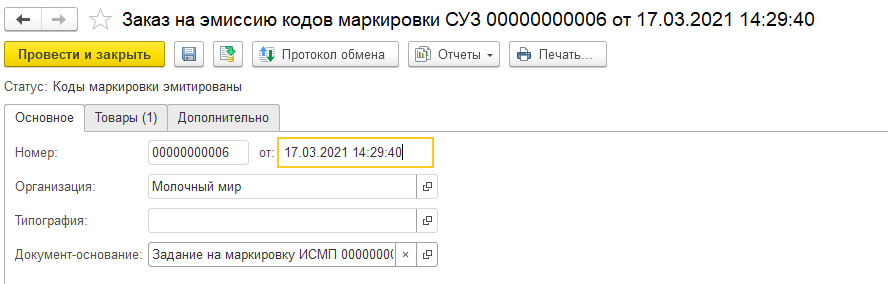 Заказ на эмиссию кодов маркировки СУЗ 00000000006 от 17.03.2021 14:29:40
Провести и закрыть Протокол обмена Отчеты Печать...
Статус: Коды маркировки эмитированы
Основное Товары (1) Дополнительно
Номер: 00000000006 от: 17.03.2021 14:29:40
Организация: Молочный мир
Типография:
Документ-основание: Задание на маркировку ИСМП 00000000